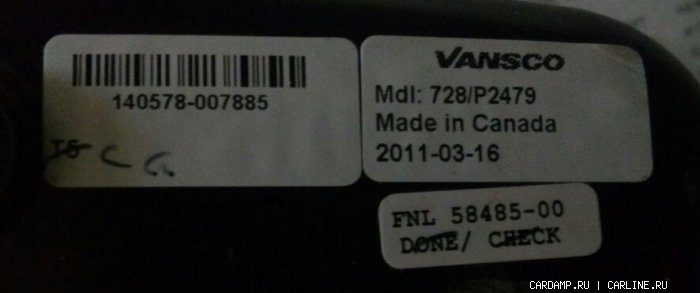 140578-007885
VANSCO
Mdl: 728/P2479
Made in Canada
2011-03-16
FNL 58485-00
DONE/ CHECK
CARDAMP.RU | CARLINE.RU